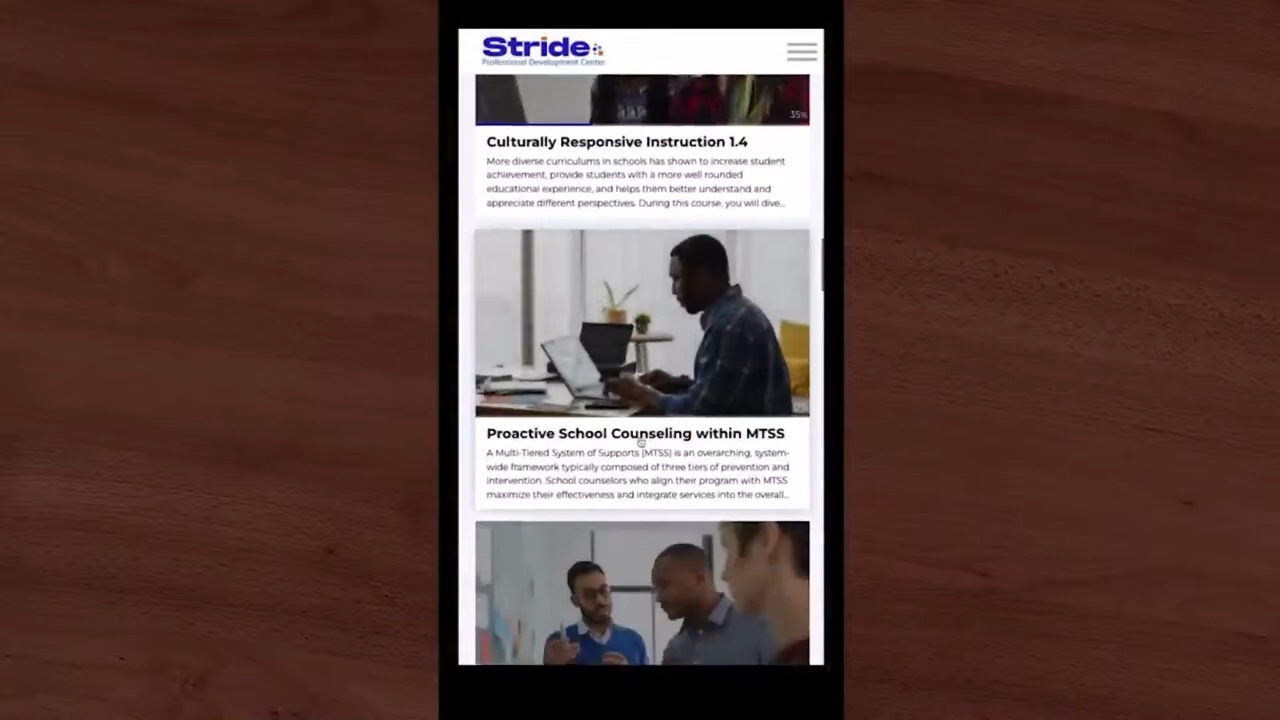 Stride
Professional Development Center
35%
Culturally Responsive Instruction 1.4
More diverse curriculums in schools has shown to increase student
achievement, provide students with a more well rounded
educational experience, and helps them better understand and
appreciate different perspectives. During this course, you will dive...
Proactive School Counseling within MTSS
A Multi-Tiered System of Supports (MTSS) is an overarching, system-
wide framework typically composed of three tiers of prevention and
intervention. School counselors who align their program with MTSS
maximize their effectiveness and integrate services into the overall...